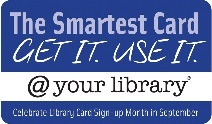 The Smartest Card
GET IT. USE IT.
@ your library®
Celebrate Library Card Sign-up Month in September